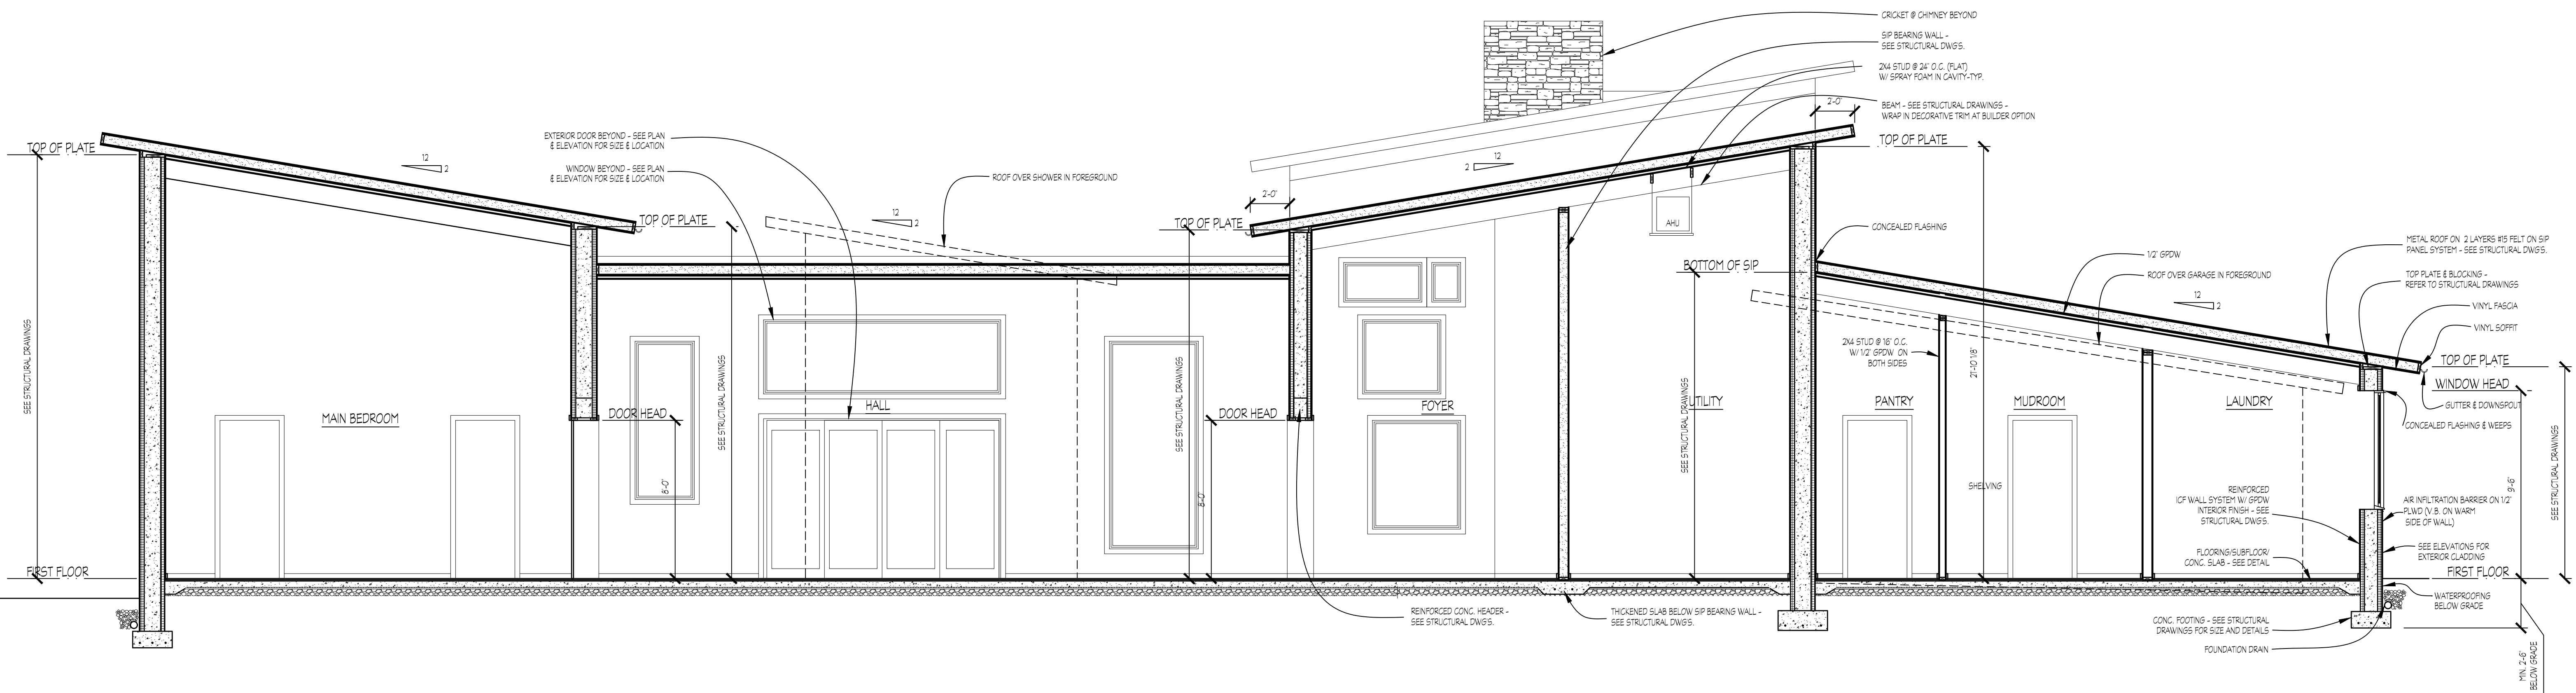 CRICKET @ CHIMNEY BEYOND
SIP BEARING WALL -
SEE STRUCTURAL DWG'S.
2X4 STUD @ 24" O.C. (FLAT)
W/ SPRAY FOAM IN CAVITY-TYP.
BEAM - SEE STRUCTURAL DRAWINGS -
WRAP IN DECORATIVE TRIM AT BUILDER OPTION
2'-0"
TOP OF PLATE
EXTERIOR DOOR BEYOND - SEE PLAN
& ELEVATION FOR SIZE & LOCATION
WINDOW BEYOND - SEE PLAN
& ELEVATION FOR SIZE & LOCATION
TOP OF PLATE
12
2
ROOF OVER SHOWER IN FOREGROUND
12
2
2'-0"
12
2
TOP OF PLATE
TOP OF PLATE
AHU
CONCEALED FLASHING
BOTTOM OF SIP
1/2" GPDW
ROOF OVER GARAGE IN FOREGROUND
12
2
METAL ROOF ON 2 LAYERS #15 FELT ON SIP
PANEL SYSTEM - SEE STRUCTURAL DWG'S.
TOP PLATE & BLOCKING -
REFER TO STRUCTURAL DRAWINGS
VINYL FASCIA
VINYL SOFFIT
2X4 STUD @ 16" O.C.
W/ 1/2" GPDW ON
BOTH SIDES
21'-10 1/8"
TOP OF PLATE
WINDOW HEAD
GUTTER & DOWNSPOUT
CONCEALED FLASHING & WEEPS
SEE STRUCTURAL DRAWINGS
MAIN BEDROOM
DOOR HEAD
8'-0"
SEE STRUCTURAL DRAWINGS
HALL
SEE STRUCTURAL DRAWINGS
DOOR HEAD
8'-0"
FOYER
SEE STRUCTURAL DRAWINGS
UTILITY
PANTRY
MUDROOM
LAUNDRY
SHELVING
REINFORCED
ICF WALL SYSTEM W/ GPDW
INTERIOR FINISH - SEE
STRUCTURAL DWG'S.
9'-6"
SEE STRUCTURAL DRAWINGS
AIR INFILTRATION BARRIER ON 1/2"
PLWD (V.B. ON WARM
SIDE OF WALL)
FLOORING/SUBFLOOR/
CONC. SLAB - SEE DETAIL
SEE ELEVATIONS FOR
EXTERIOR CLADDING
FIRST FLOOR
FIRST FLOOR
WATERPROOFING
BELOW GRADE
REINFORCED CONC. HEADER -
SEE STRUCTURAL DWG'S.
THICKENED SLAB BELOW SIP BEARING WALL -
SEE STRUCTURAL DWG'S.
CONC. FOOTING - SEE STRUCTURAL
DRAWINGS FOR SIZE AND DETAILS
FOUNDATION DRAIN
MIN. 2'-6"
BELOW GRADE